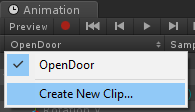 Animation
Preview
OpenDoor
Samp
OpenDoor
Create New Clip...